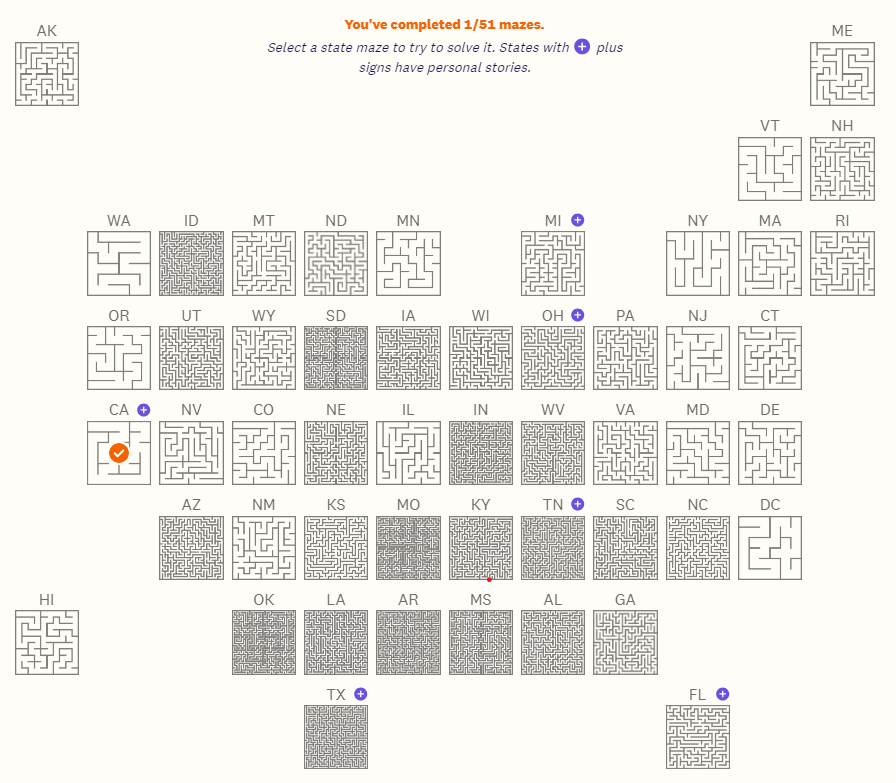 You've completed 1/51 mazes.
Select a state maze to try to solve it. States with + plus
signs have personal stories.
AK
ME
VT NH
WA ID MT ND MN MI + NY MA RI
OR UT WY SD IA WI OH + PA NJ CT
CA + NV CO NE IL IN WV VA MD DE
AZ NM KS MO KY TN + SC NC DC
HI OK LA AR MS AL GA
TX + FL +